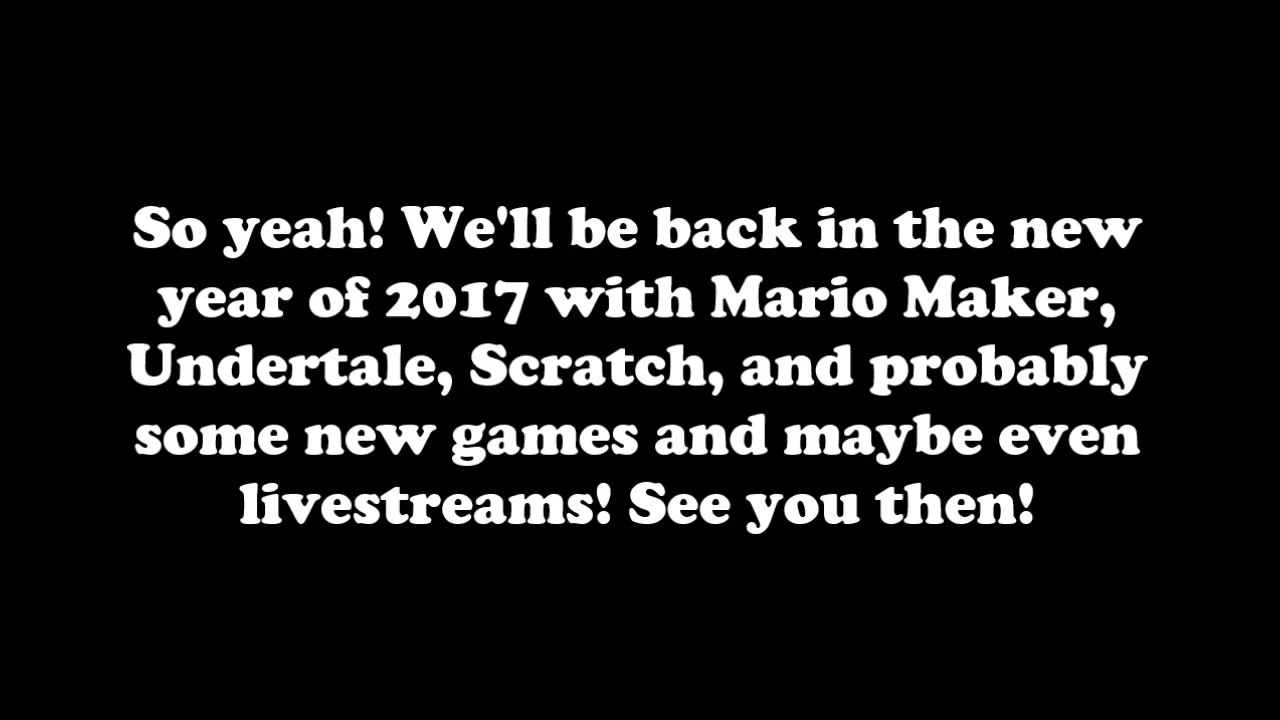 So yeah! We'll be back in the new
year of 2017 with Mario Maker,
Undertale, Scratch, and probably
some new games and maybe even
livestreams! See you then!